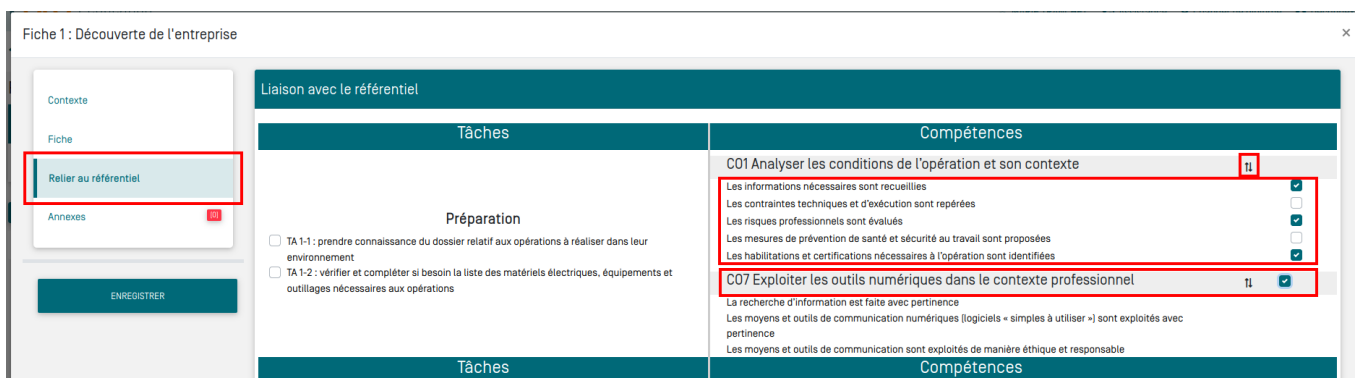 Fiche 1 : Découverte de l'entreprise
×
Contexte
Fiche
Relier au référentiel
Annexes
(0)
ENREGISTRER
Liaison avec le référentiel
Tâches
Préparation
TA 1-1 : prendre connaissance du dossier relatif aux opérations à réaliser dans leur
environnement
TA 1-2 : vérifier et compléter si besoin la liste des matériels électriques, équipements et
outillages nécessaires aux opérations
Compétences
C01 Analyser les conditions de l'opération et son contexte
Les informations nécessaires sont recueillies
Les contraintes techniques et d'exécution sont repérées
Les risques professionnels sont évalués
Les mesures de prévention de santé et sécurité au travail sont proposées
Les habilitations et certifications nécessaires à l'opération sont identifiées
C07 Exploiter les outils numériques dans le contexte professionnel
La recherche d'information est faite avec pertinence
Les moyens et outils de communication numériques (logiciels « simples à utiliser ») sont exploités avec
pertinence
Les moyens et outils de communication sont exploités de manière éthique et responsable
Tâches
Compétences